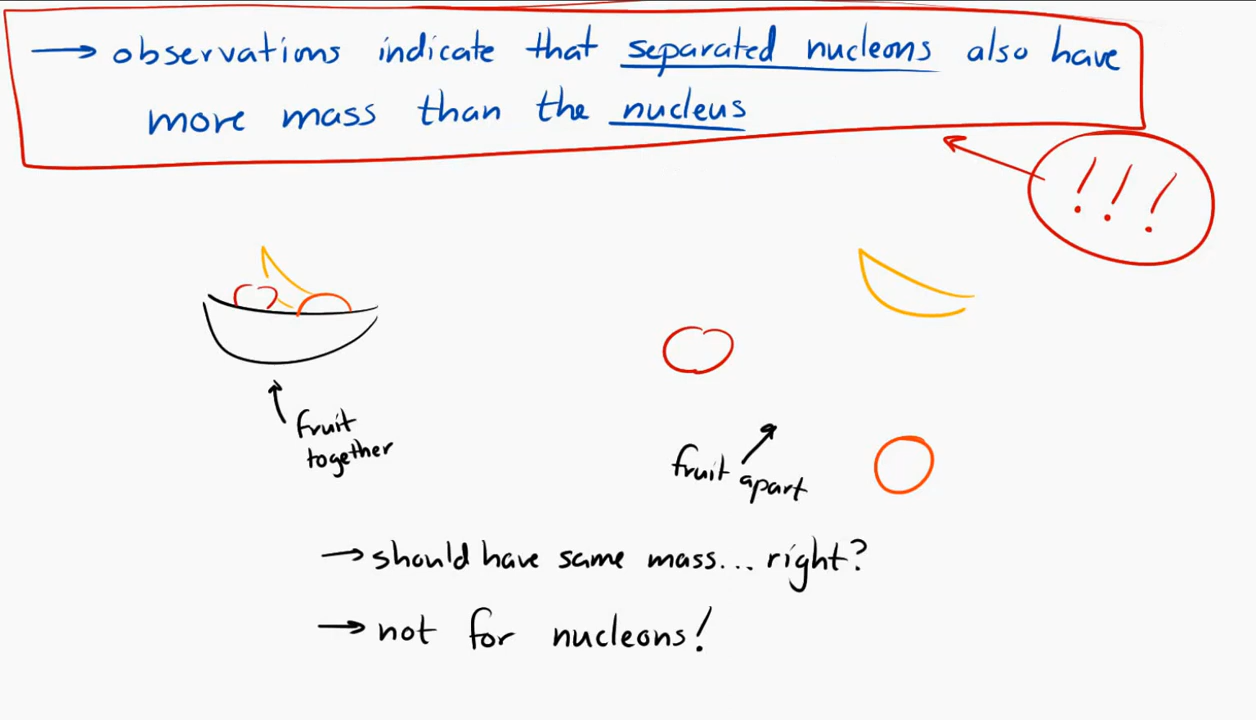 → observations indicate that separated nucleons also have
more mass than the nucleus
!!!
fruit
together
fruit apart
→ should have same mass... right?
→ not for nucleons!